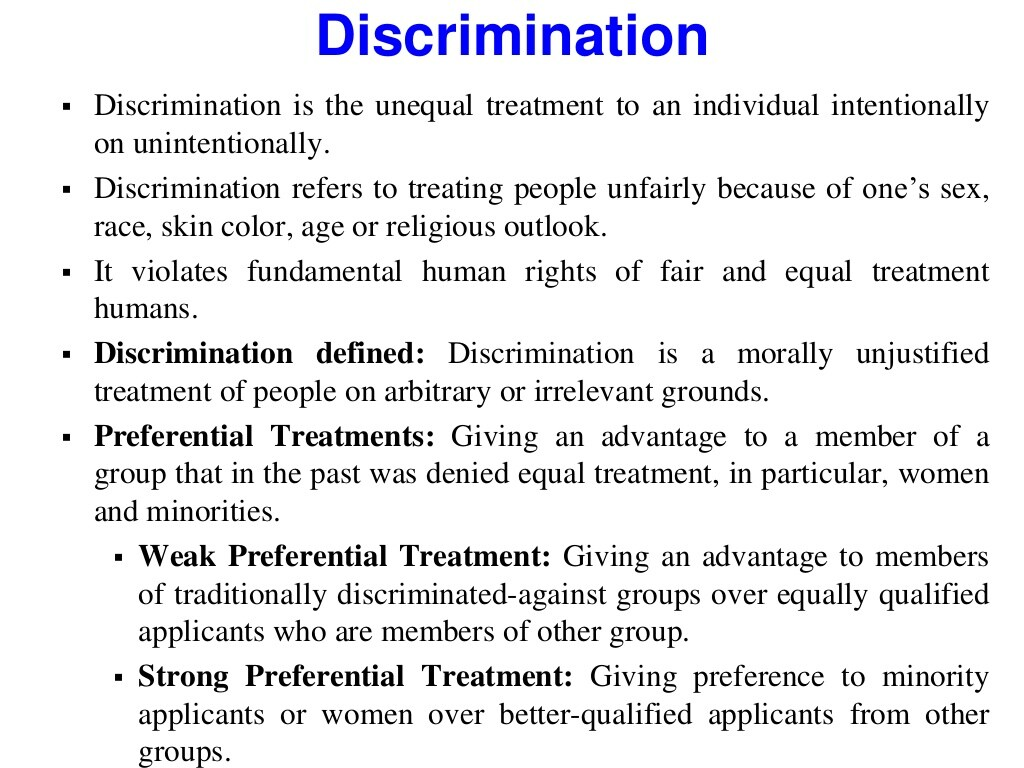 Discrimination
▪ Discrimination is the unequal treatment to an individual intentionally
on unintentionally.
▪ Discrimination refers to treating people unfairly because of one’s sex,
race, skin color, age or religious outlook.
▪ It violates fundamental human rights of fair and equal treatment
humans.
▪ Discrimination defined: Discrimination is a morally unjustified
treatment of people on arbitrary or irrelevant grounds.
▪ Preferential Treatments: Giving an advantage to a member of a
group that in the past was denied equal treatment, in particular, women
and minorities.
▪ Weak Preferential Treatment: Giving an advantage to members
of traditionally discriminated-against groups over equally qualified
applicants who are members of other group.
▪ Strong Preferential Treatment: Giving preference to minority
applicants or women over better-qualified applicants from other
groups.